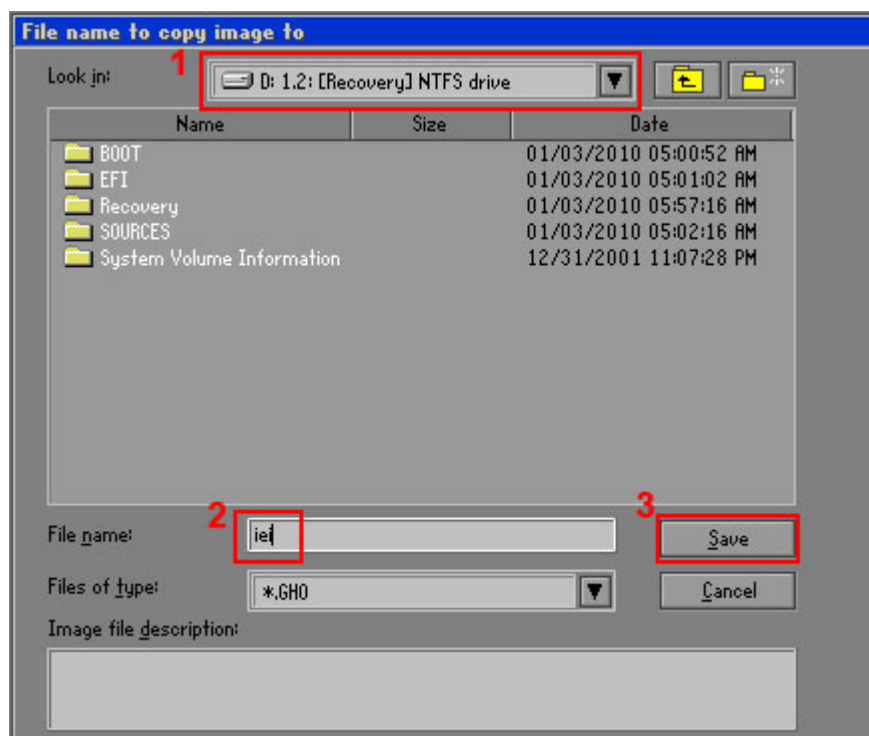 File name to copy image to
1
Look in: D: 1.2: [Recovery] NTFS drive
Name Size Date
BOOT 01/03/2010 05:00:52 AM
EFI 01/03/2010 05:01:02 AM
Recovery 01/03/2010 05:57:16 AM
SOURCES 01/03/2010 05:02:16 AM
System Volume Information 12/31/2001 11:07:28 PM
2 3
File name: iei Save
Files of type: *.GHO Cancel
Image file description: